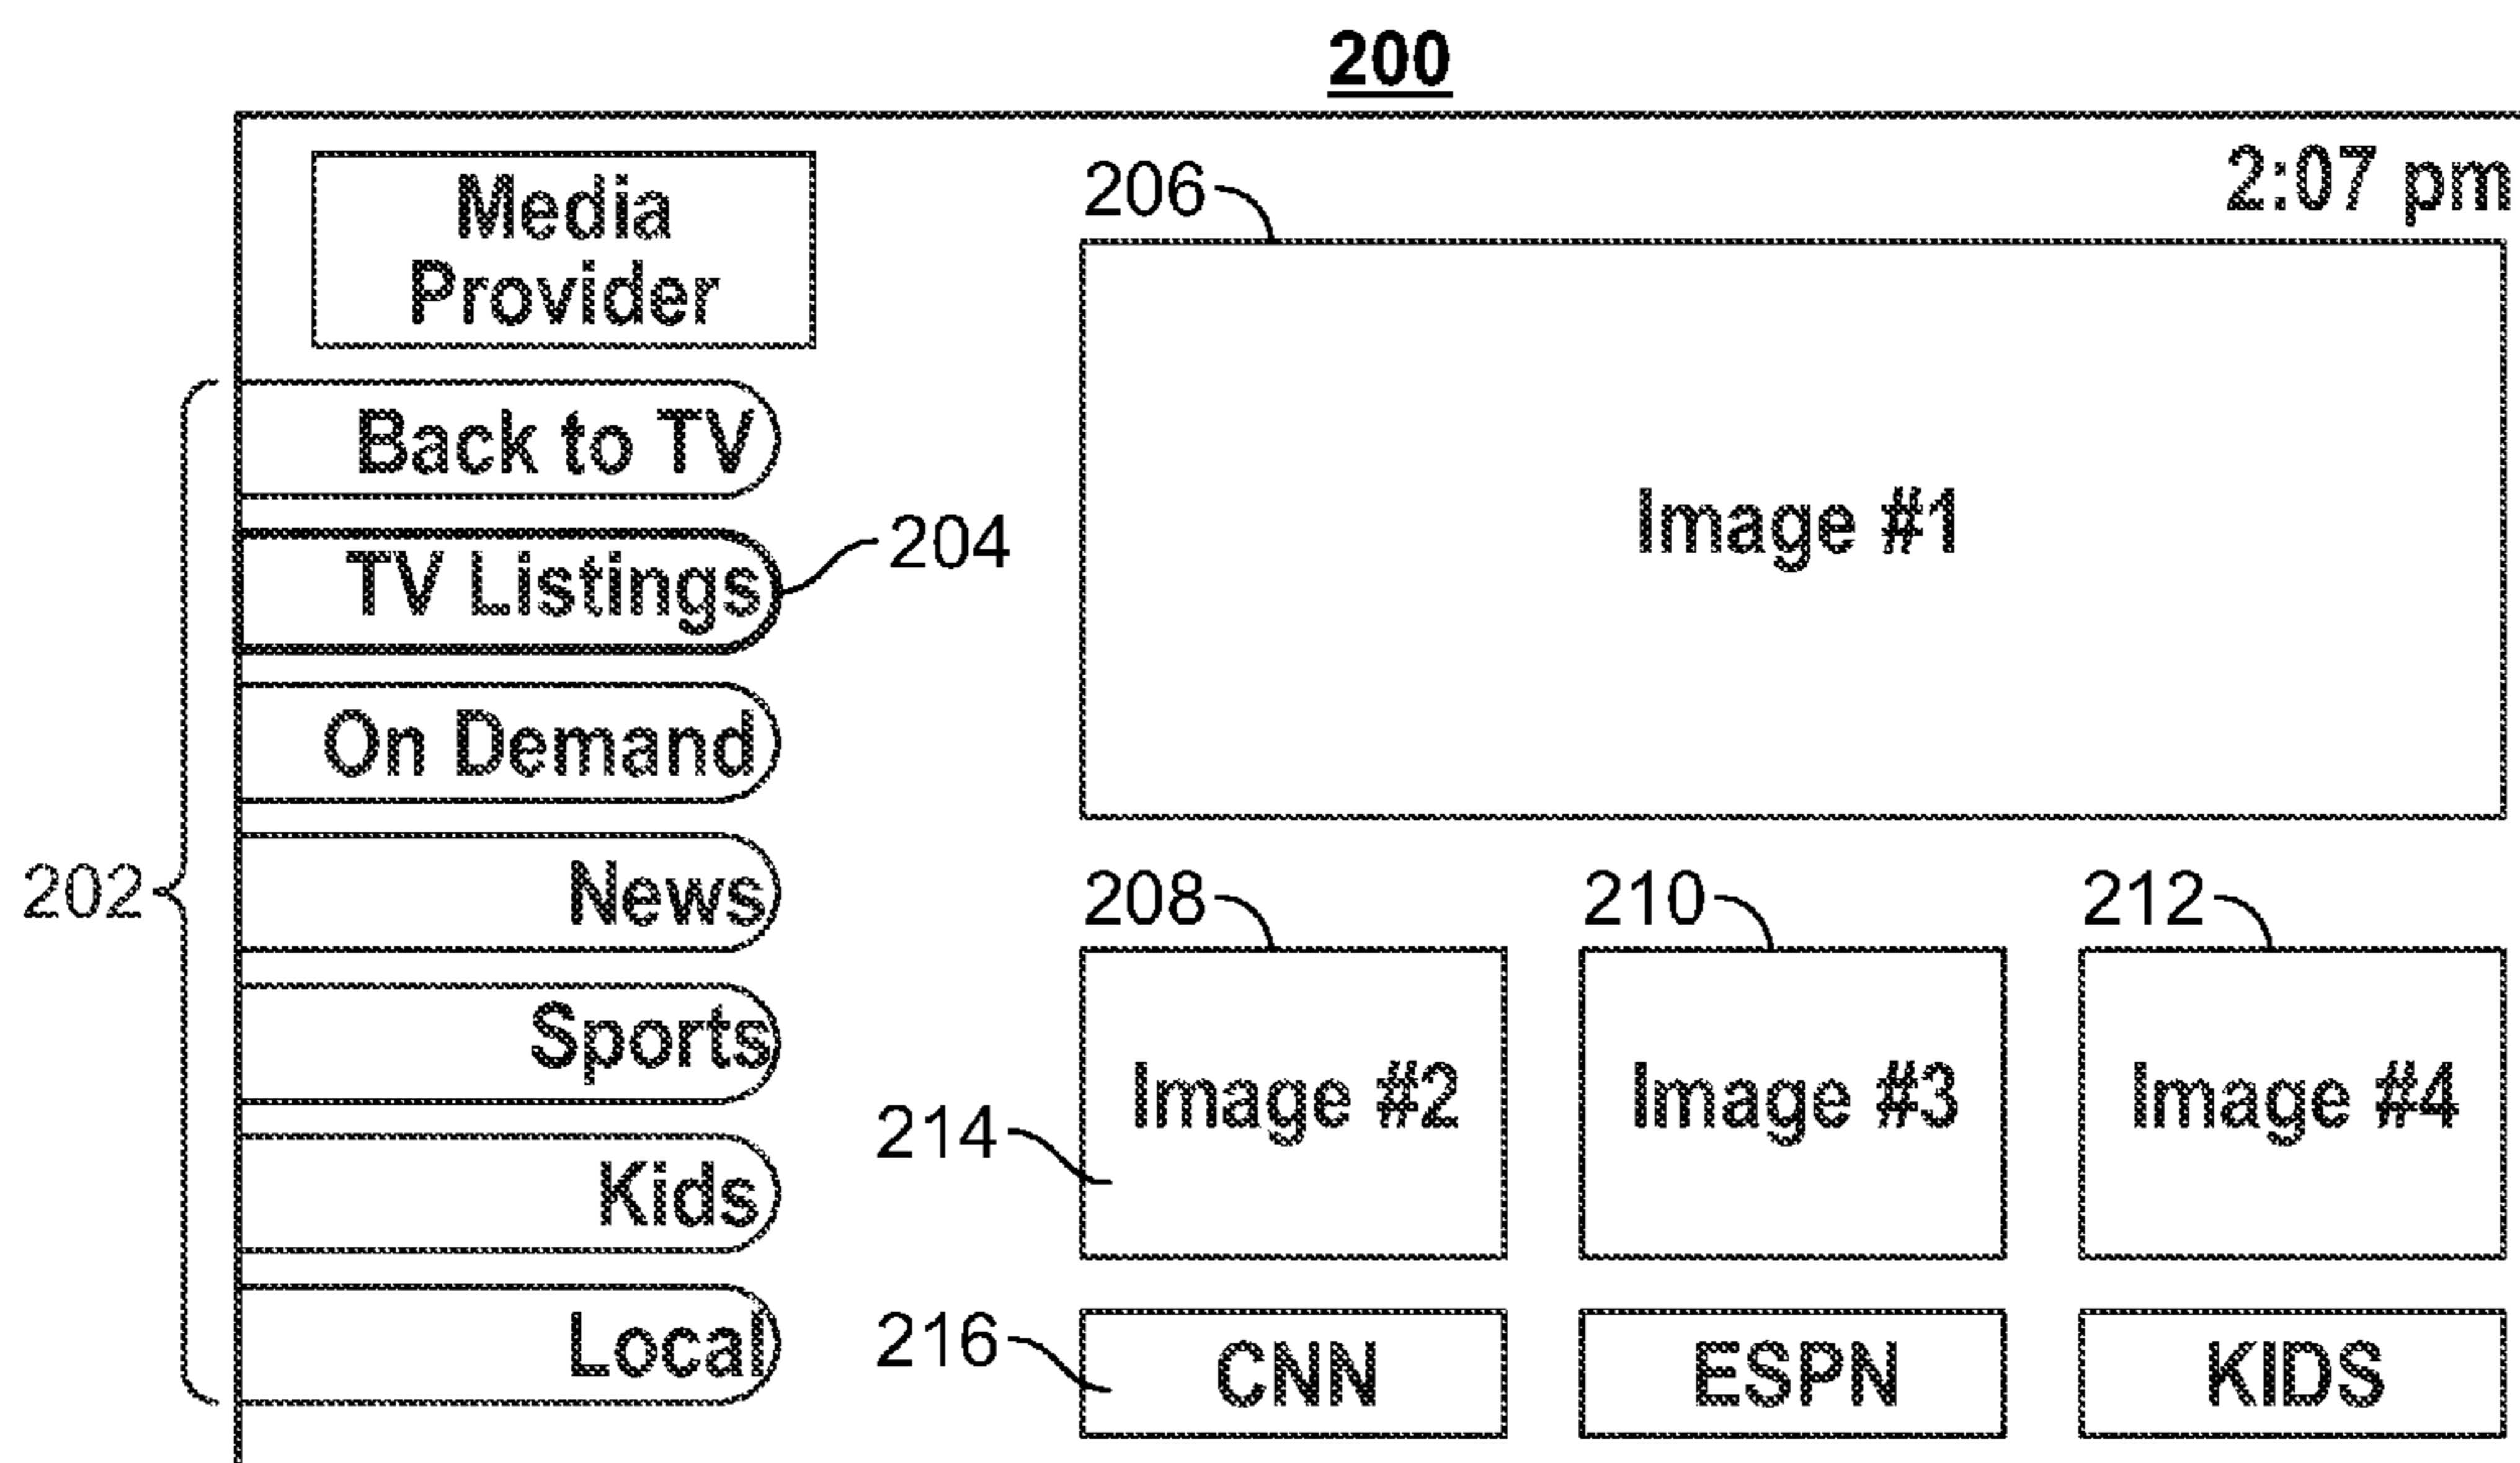 200
2:07 pm
Media
Provider
206
Back to TV
Image #1
TV Listings
204
On Demand
202
News
208
210
212
Sports
Image #2
Image #3
Image #4
214
Kids
216
Local
CNN
ESPN
KIDS